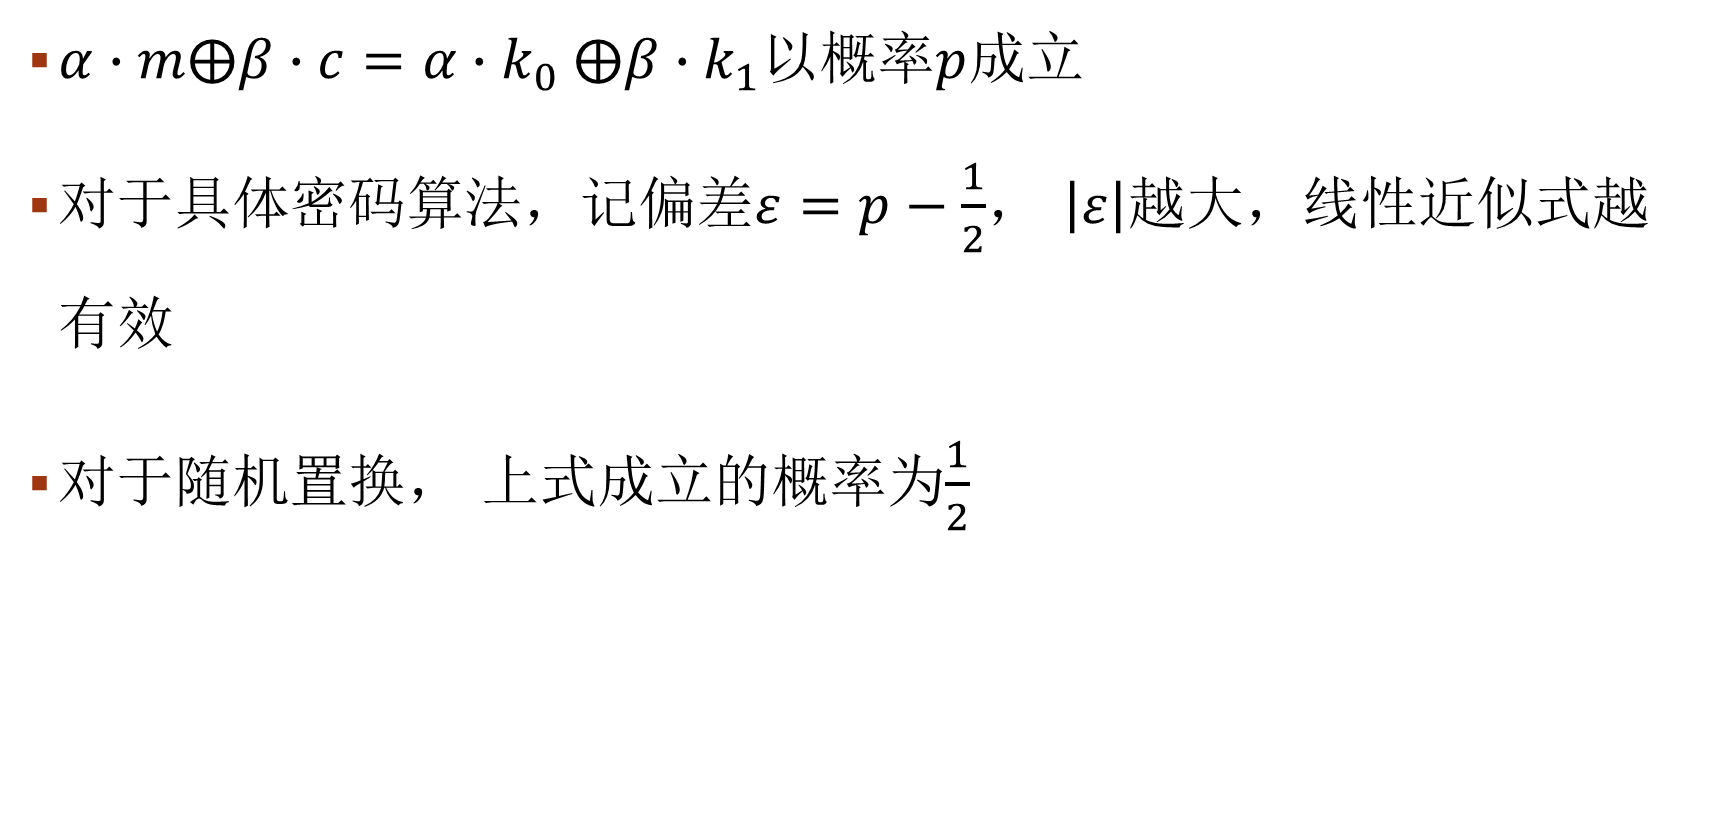 ▪ α · m⊕β · c = α · k₀ ⊕β · k₁以概率p成立
▪ 对于具体密码算法，记偏差ε = p − 1/2， |ε|越大，线性近似式越
有效
▪ 对于随机置换， 上式成立的概率为1/2